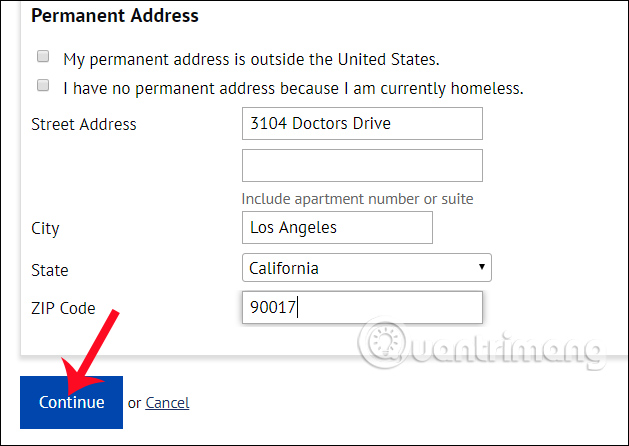 Permanent Address
My permanent address is outside the United States.
I have no permanent address because I am currently homeless.
Street Address
3104 Doctors Drive
Include apartment number or suite
City
Los Angeles
State
California
ZIP Code
90017
Quantrimang
Continue or Cancel